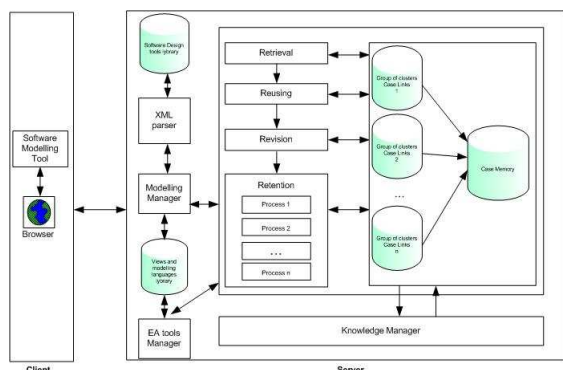 Software Modelling
Tool
Browser
Client
Software Design
tools lybrary
XML
parser
Modelling
Manager
Views and
modelling
languages
lybrary
EA tools
Manager
Retrieval
Reusing
Revision
Retention
Process 1
Process 2
...
Process n
Group of clusters
Case Links
1
Group of clusters
Case Links
2
...
Group of clusters
Case Links
n
Case Memory
Knowledge Manager
Server